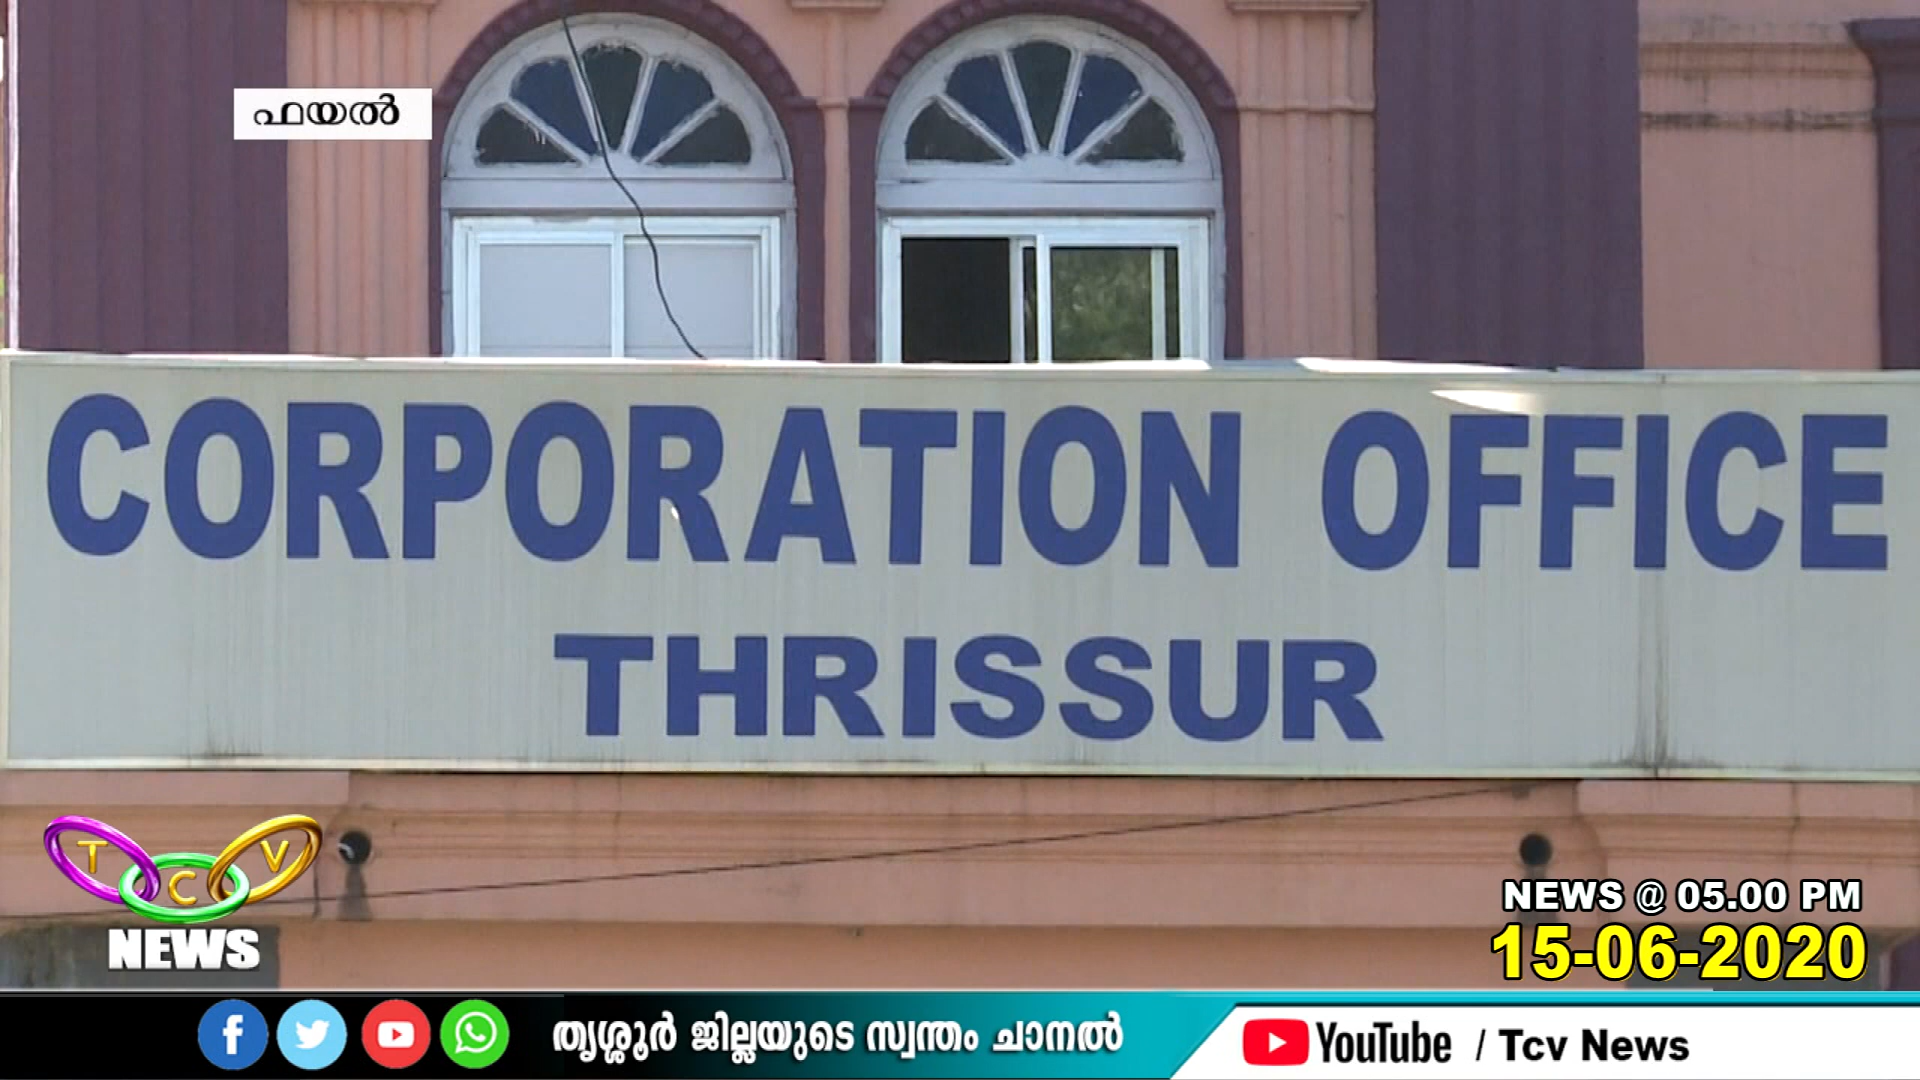 ഫയൽ
CORPORATION OFFICE
THRISSUR
T C V
NEWS
NEWS @ 05.00 PM
15-06-2020
തൃശ്ശൂർ ജില്ലയുടെ സ്വന്തം ചാനൽ
YouTube / Tcv News